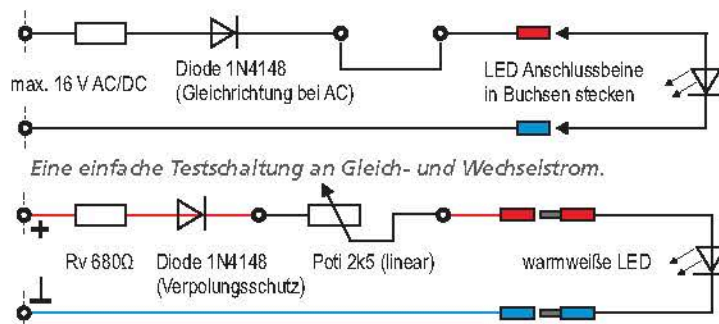 max. 16 V AC/DC
Diode 1N4148
(Gleichrichtung bei AC)
LED Anschlussbeine
in Buchsen stecken
Eine einfache Testschaltung an Gleich- und Wechselstrom.
+
Rv 680Ω
Diode 1N4148
(Verpolungsschutz)
Poti 2k5 (linear)
warmweiße LED